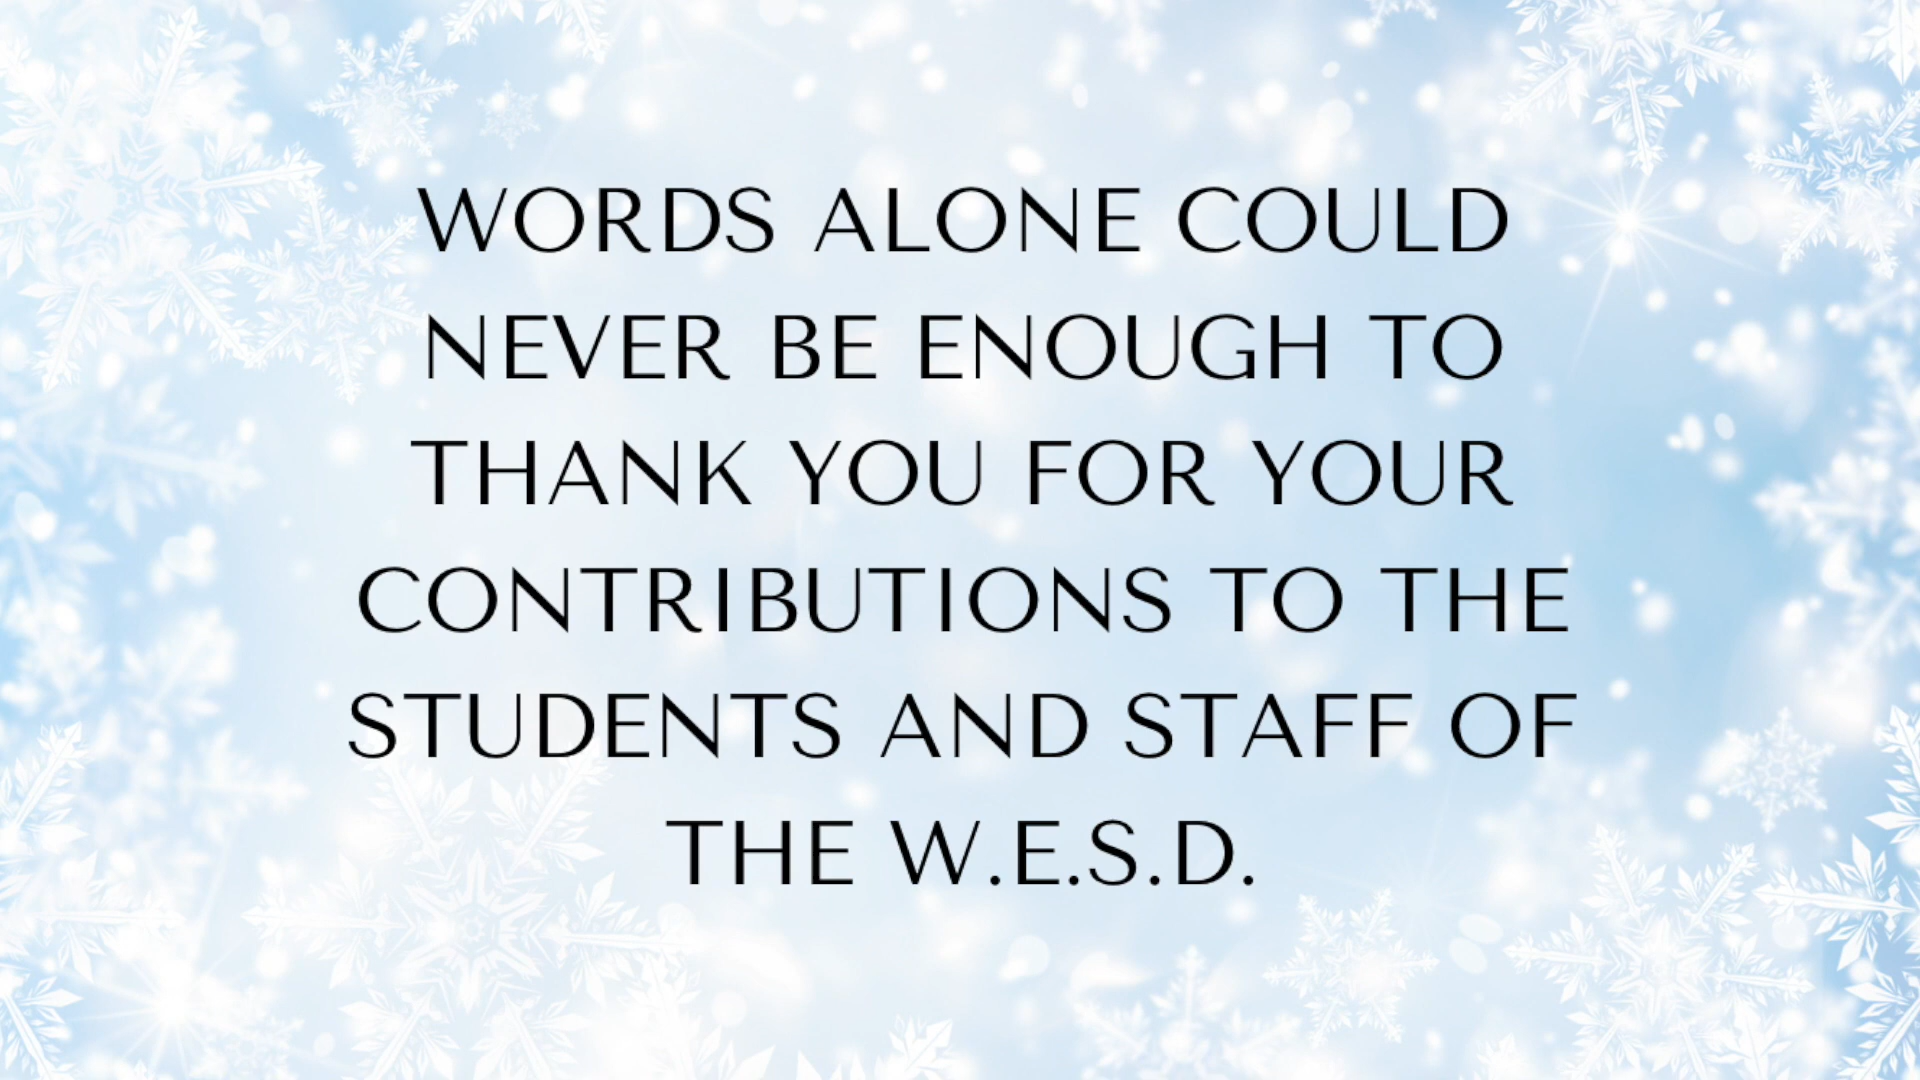 WORDS ALONE COULD
NEVER BE ENOUGH TO
THANK YOU FOR YOUR
CONTRIBUTIONS TO THE
STUDENTS AND STAFF OF
THE W.E.S.D.